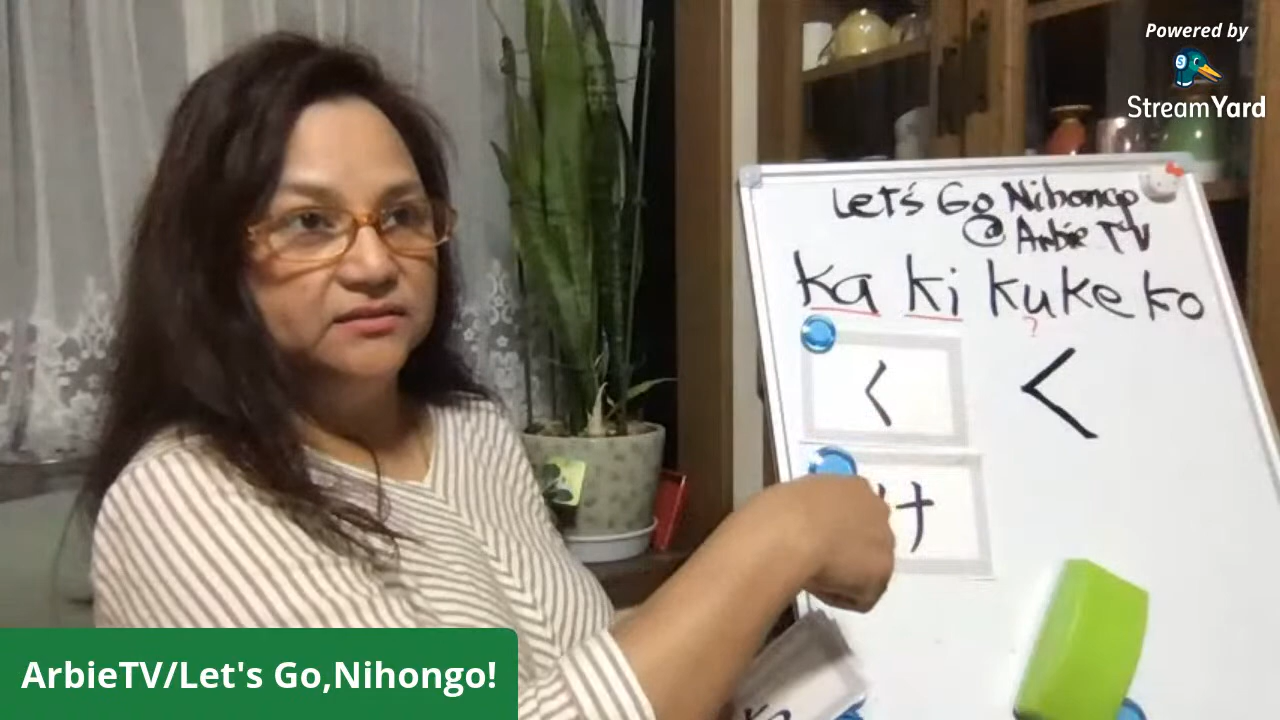 Powered by
StreamYard
Let's Go Nihongo
@ Arbie TV
ka ki ku ke ko
?
く く
け
ArbieTV/Let's Go,Nihongo!